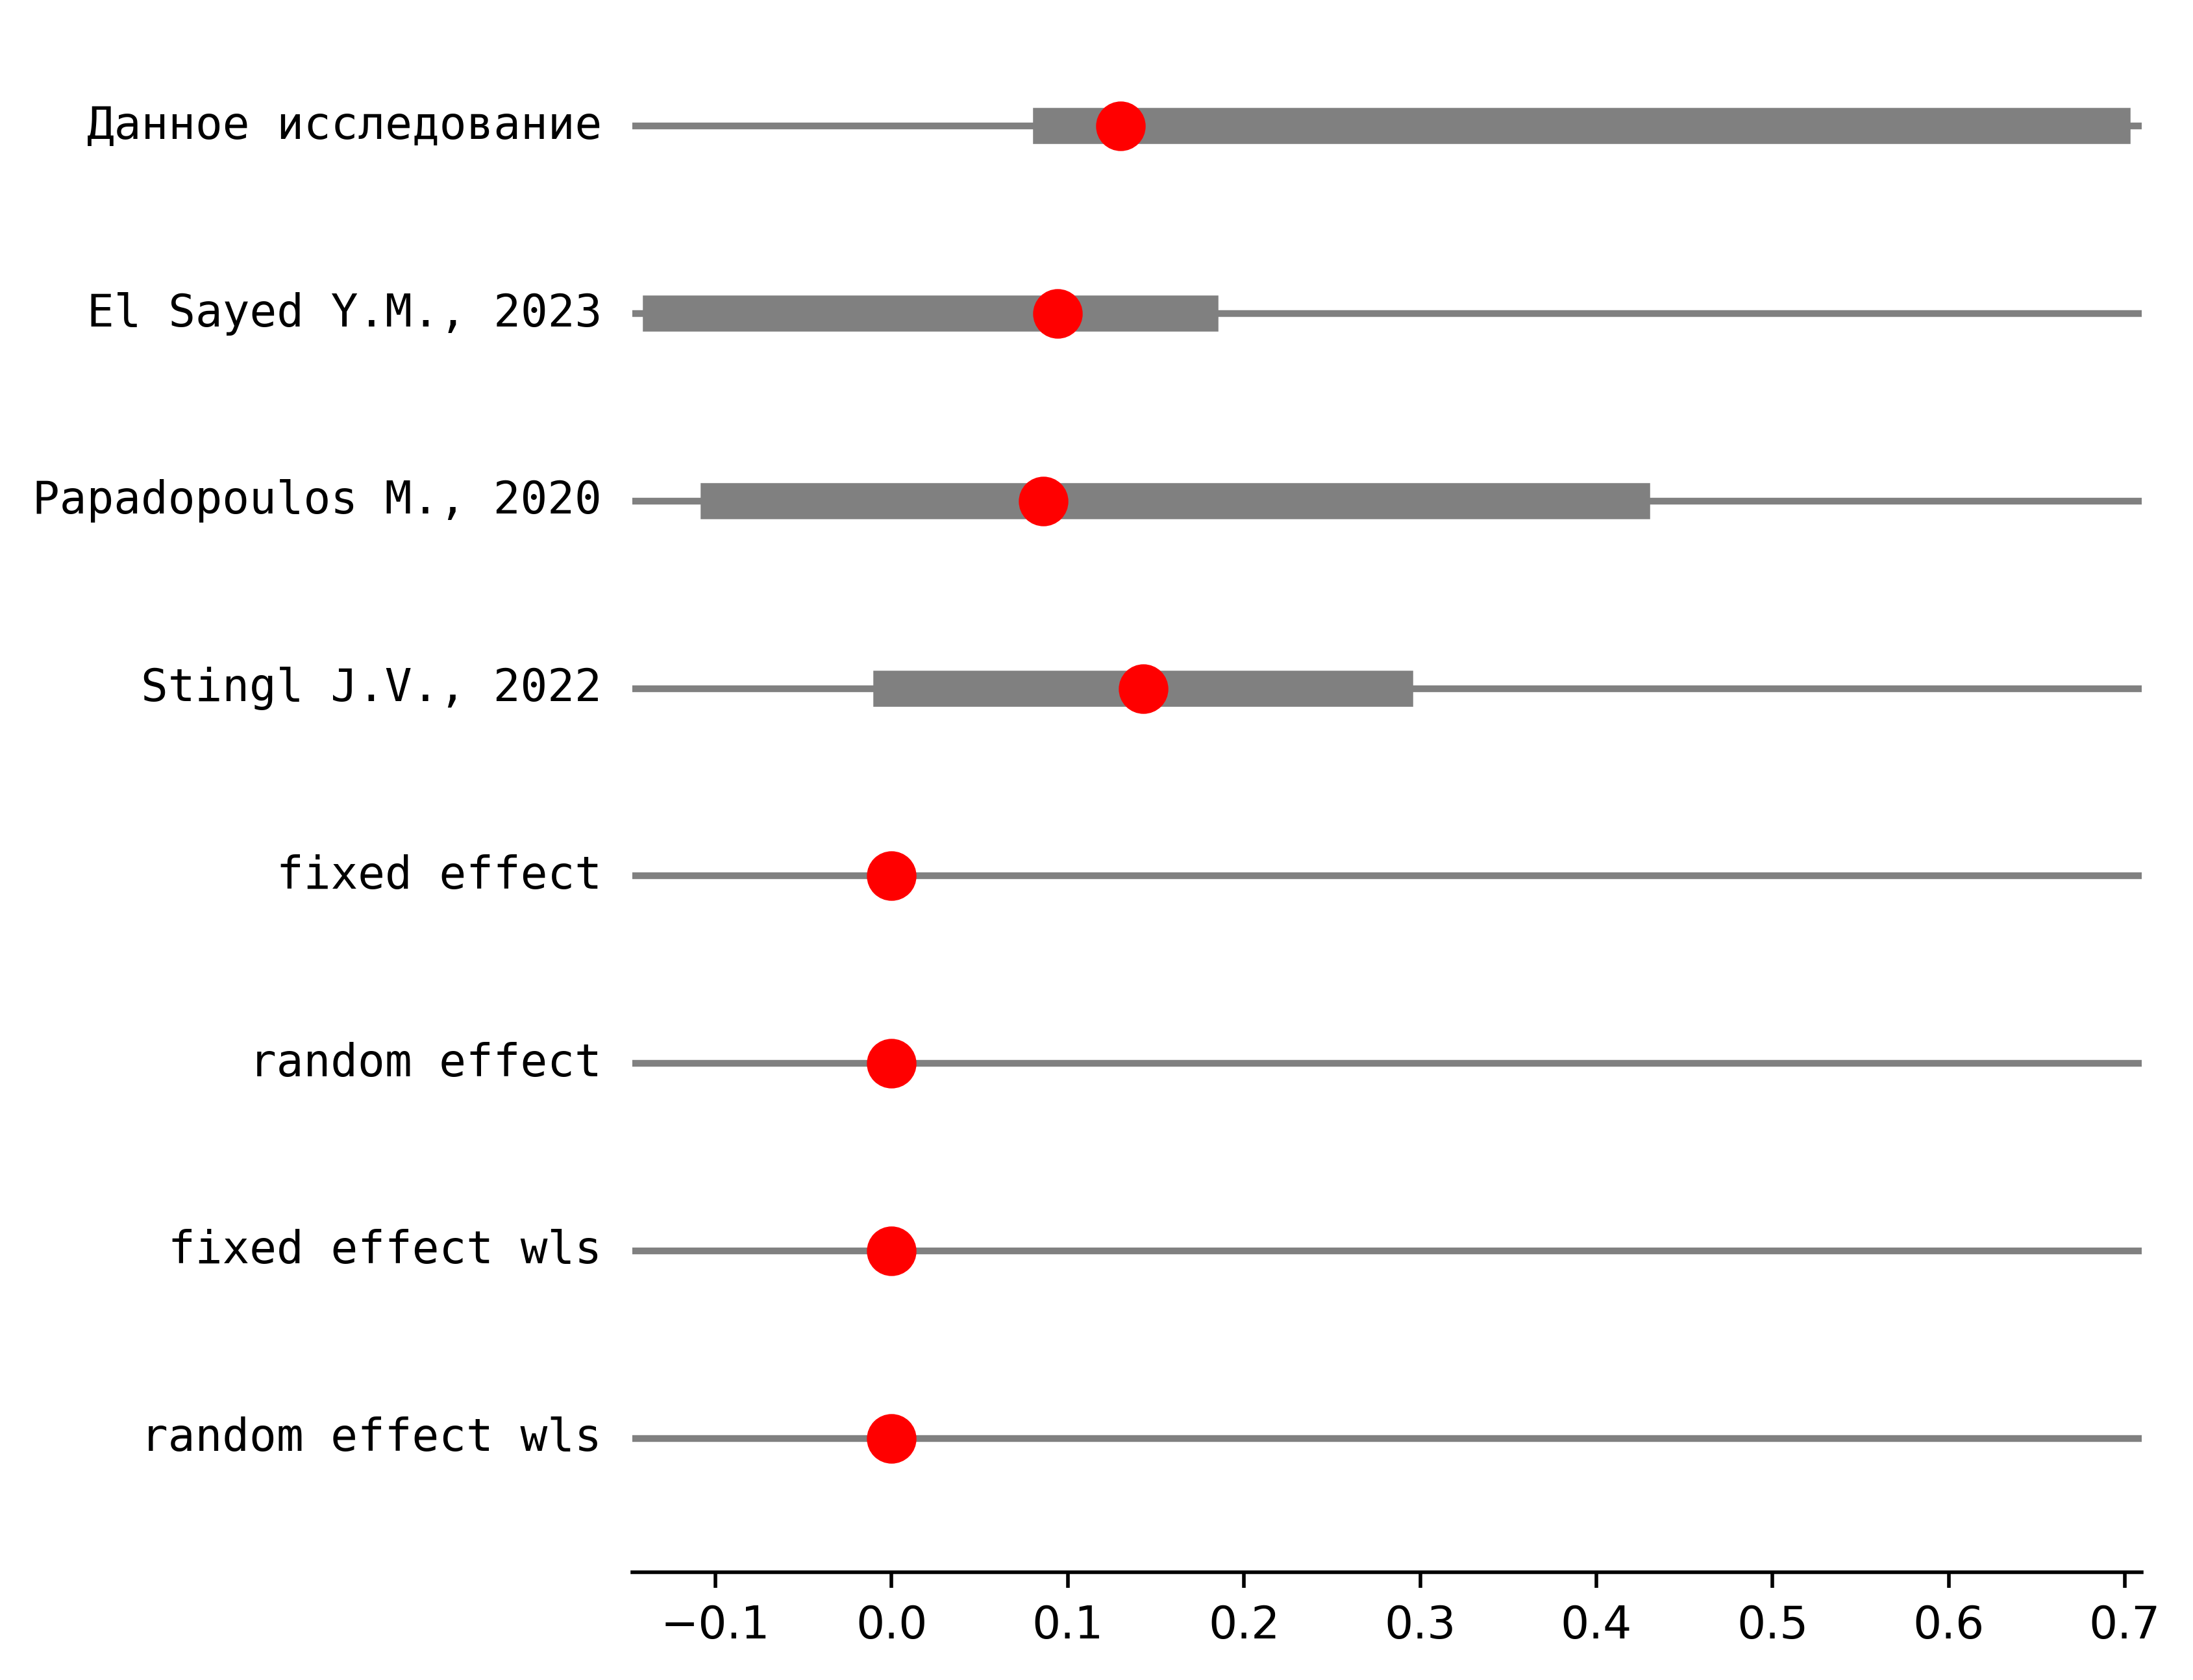 Данное исследование
El Sayed Y.M., 2023
Papadopoulos M., 2020
Stingl J.V., 2022
fixed effect
random effect
fixed effect wls
random effect wls
−0.1 0.0 0.1 0.2 0.3 0.4 0.5 0.6 0.7